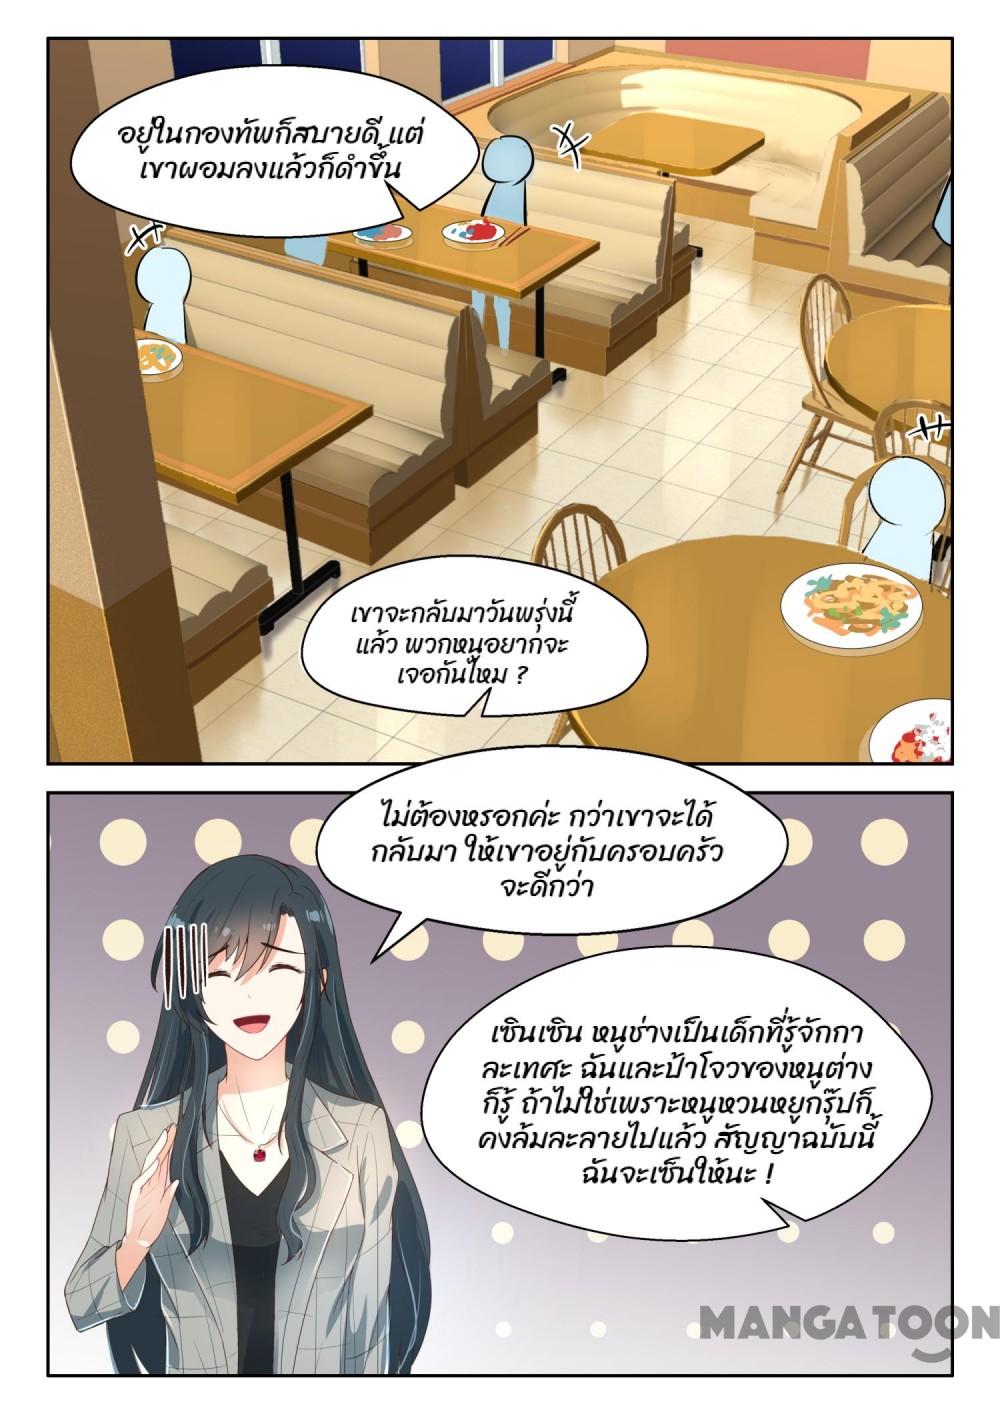 อยู่ในกองทัพก็สบายดี แต่
เขาผอมลงแล้วก็ดำขึ้น
เขาจะกลับมาวันพรุ่งนี้
แล้ว พวกหนูอยากจะ
เจอกันไหม ?
ไม่ต้องหรอกค่ะ กว่าเขาจะได้
กลับมา ให้เขาอยู่กับครอบครัว
จะดีกว่า
เซินเซิน หนูช่างเป็นเด็กที่รู้จักกา
ละเทศะ ฉันและป้าโจวของหนูต่าง
ก็รู้ ถ้าไม่ใช่เพราะหนูหวนหยูกรุ๊ปก็
คงล้มละลายไปแล้ว สัญญาฉบับนี้
ฉันจะเซ็นให้นะ !
MANGATOON